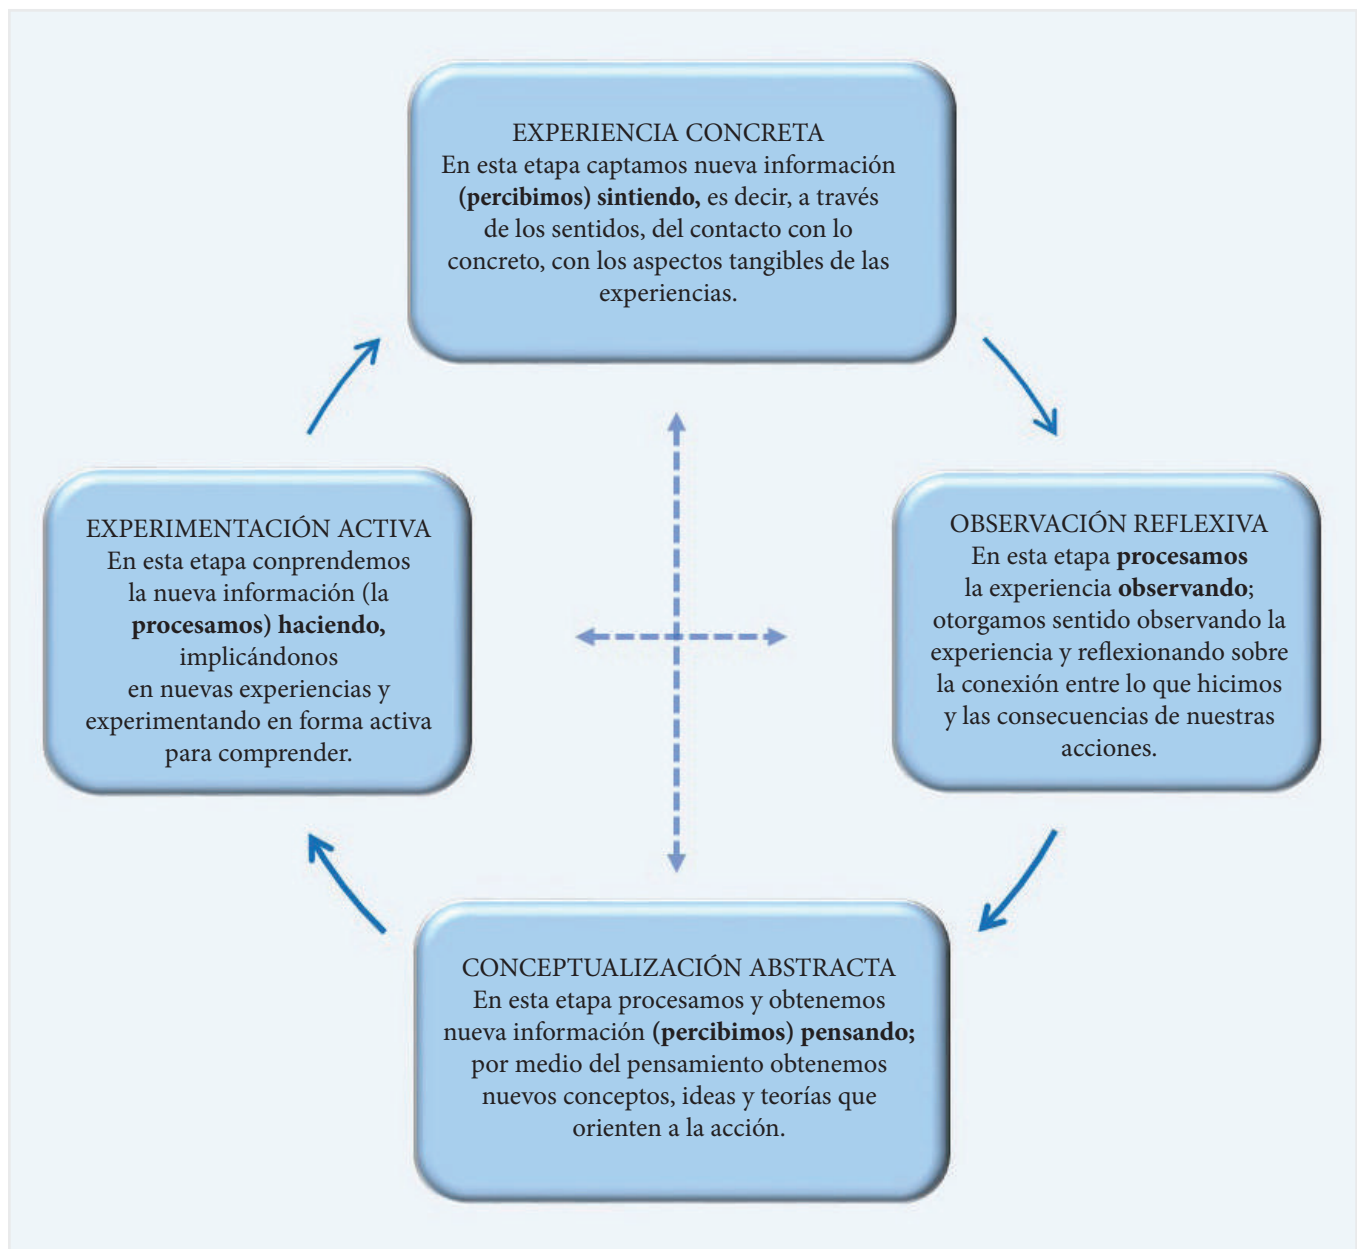 EXPERIENCIA CONCRETA
En esta etapa captamos nueva información
(percibimos) sintiendo, es decir, a través
de los sentidos, del contacto con lo
concreto, con los aspectos tangibles de las
experiencias.
EXPERIMENTACIÓN ACTIVA
En esta etapa conprendemos
la nueva información (la
procesamos) haciendo,
implicándonos
en nuevas experiencias y
experimentando en forma activa
para comprender.
OBSERVACIÓN REFLEXIVA
En esta etapa procesamos
la experiencia observando;
otorgamos sentido observando la
experiencia y reflexionando sobre
la conexión entre lo que hicimos
y las consecuencias de nuestras
acciones.
CONCEPTUALIZACIÓN ABSTRACTA
En esta etapa procesamos y obtenemos
nueva información (percibimos) pensando;
por medio del pensamiento obtenemos
nuevos conceptos, ideas y teorías que
orienten a la acción.